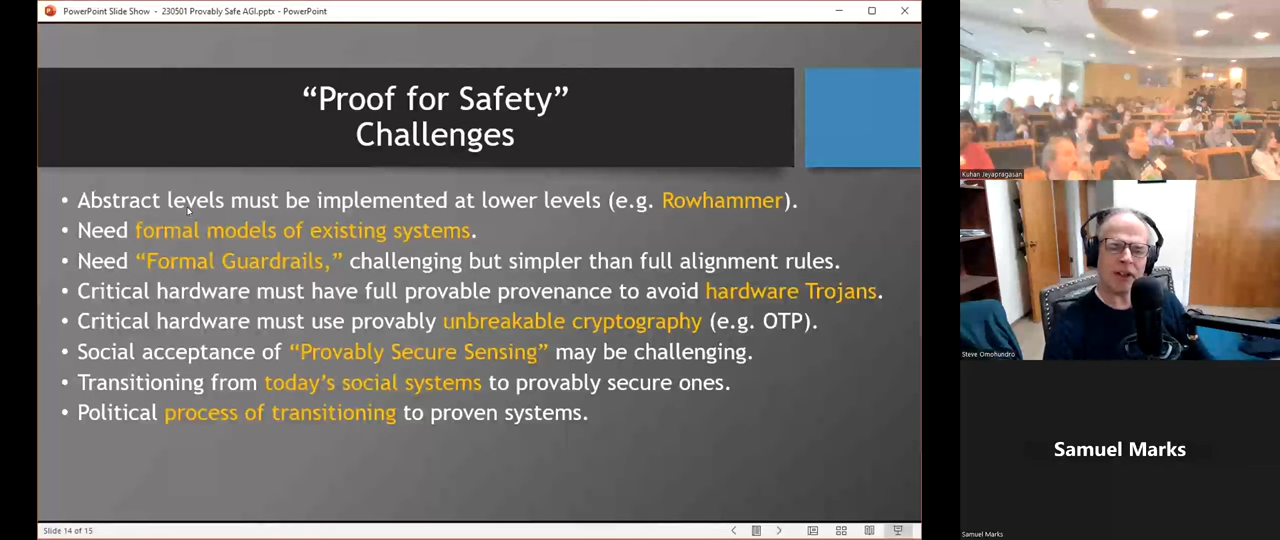 PowerPoint Slide Show - 230501 Provably Safe AGI.pptx - PowerPoint
“Proof for Safety”
Challenges
• Abstract levels must be implemented at lower levels (e.g. Rowhammer).
• Need formal models of existing systems.
• Need “Formal Guardrails,” challenging but simpler than full alignment rules.
• Critical hardware must have full provable provenance to avoid hardware Trojans.
• Critical hardware must use provably unbreakable cryptography (e.g. OTP).
• Social acceptance of “Provably Secure Sensing” may be challenging.
• Transitioning from today’s social systems to provably secure ones.
• Political process of transitioning to proven systems.
Slide 14 of 15
Kuhan Jeyapragasan
Steve Omohundro
Samuel Marks
Samuel Marks